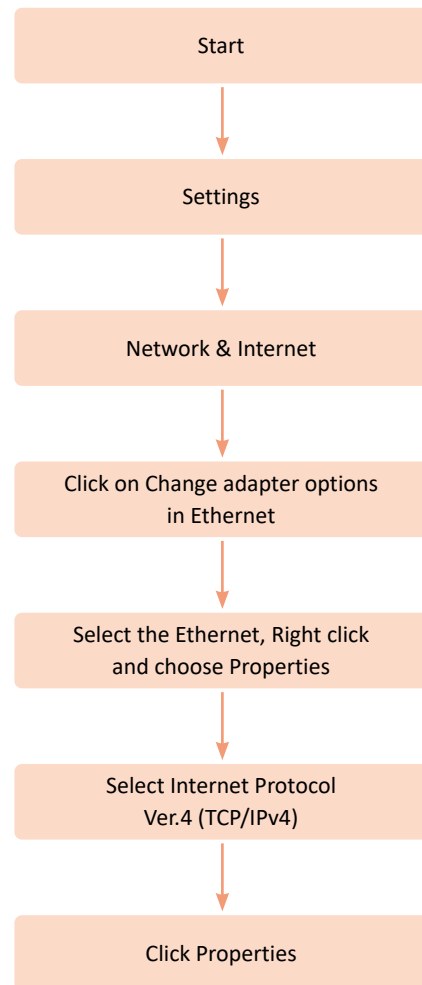 Start
Settings
Network & Internet
Click on Change adapter options
in Ethernet
Select the Ethernet, Right click
and choose Properties
Select Internet Protocol
Ver.4 (TCP/IPv4)
Click Properties